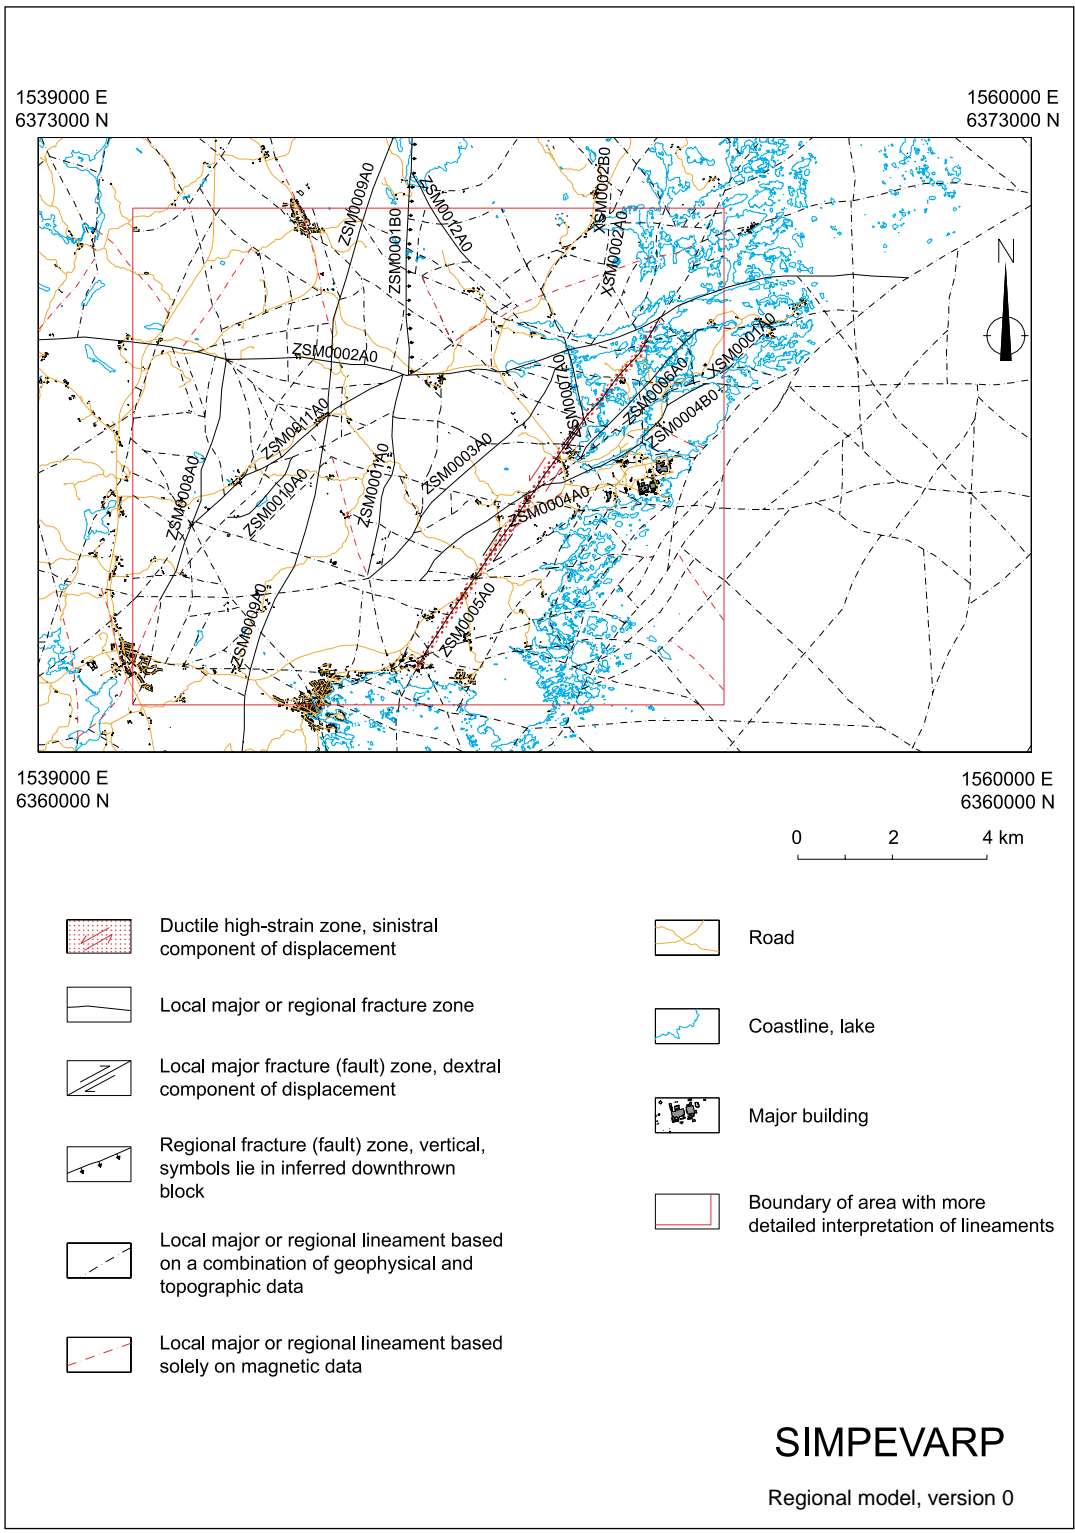 1539000 E
6373000 N
1560000 E
6373000 N
ZSM0009A0
ZSM0001B0
ZSM0012A0
XSM0002B0
XSM0002A0
N
ZSM0002A0
ZSM0007A0
ZSM0006A0
XSM0001A0
ZSM0004B0
ZSM0011A0
ZSM0003A0
ZSM0008A0
ZSM0010A0
ZSM0001A0
ZSM0004A0
ZSM0009A0
ZSM0005A0
1539000 E
6360000 N
1560000 E
6360000 N
0 2 4 km
Ductile high-strain zone, sinistral
component of displacement
Local major or regional fracture zone
Local major fracture (fault) zone, dextral
component of displacement
Regional fracture (fault) zone, vertical,
symbols lie in inferred downthrown
block
Local major or regional lineament based
on a combination of geophysical and
topographic data
Local major or regional lineament based
solely on magnetic data
Road
Coastline, lake
Major building
Boundary of area with more
detailed interpretation of lineaments
SIMPEVARP
Regional model, version 0